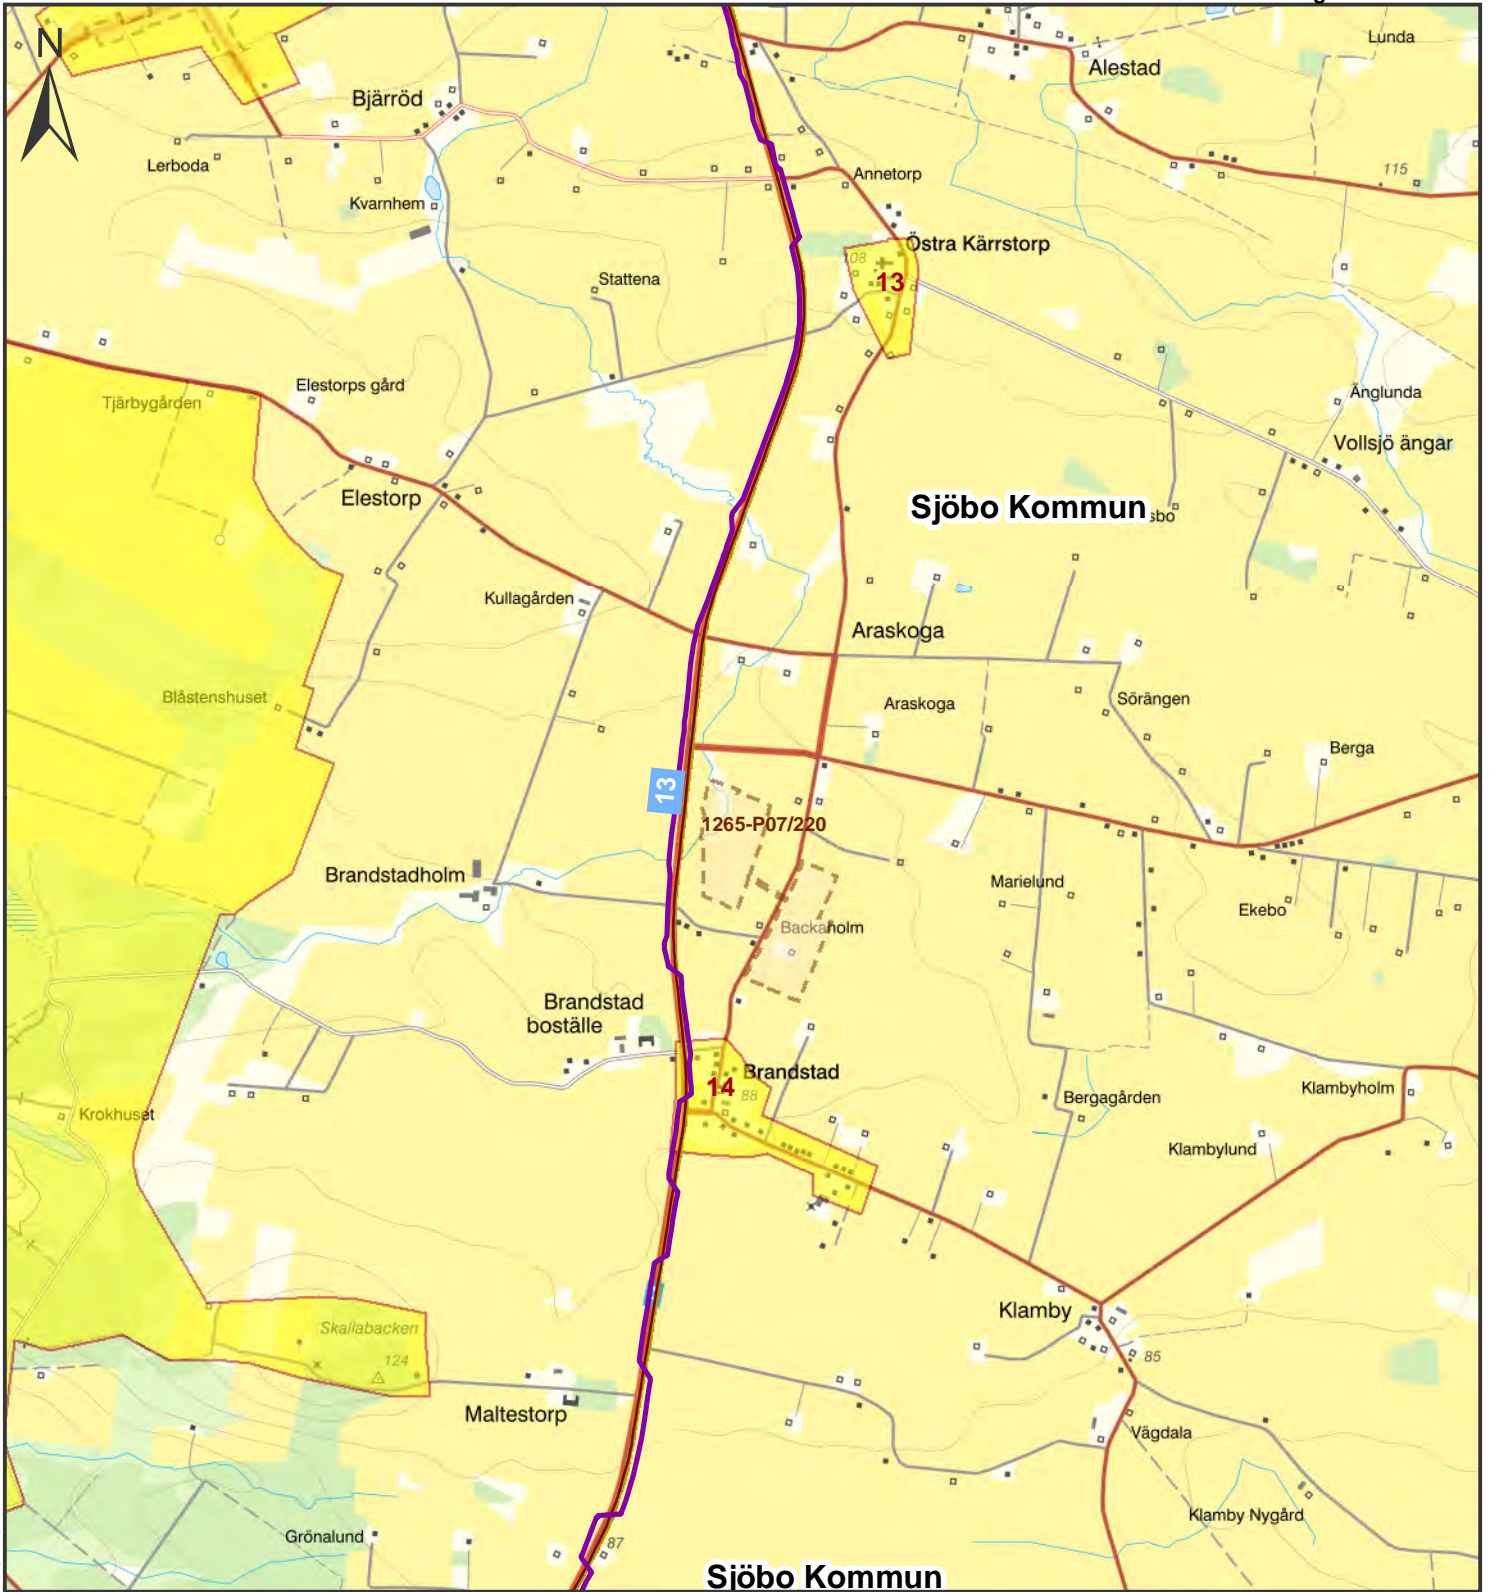 Lunda
N
Alestad
Bjärröd
Lerboda
115
Annetorp
Kvarnhem
Östra Kärrstorp
108
13
Stattena
Elestorps gård
Änglunda
Tjärbygården
Vollsjö ängar
Elestorp
Sjöbo Kommun
sbo
Kullagården
Araskoga
Blåstenshuset
Araskoga
Sörängen
Berga
13
1265-P07/220
Brandstadholm
Marielund
Ekebo
Backaholm
Brandstad
boställe
Brandstad
14
88
Klambyholm
Bergagården
Krokhuset
Klambylund
Klamby
Skallabacken
124
85
Maltestorp
Vägdala
Klamby Nygård
Grönalund
87
Sjöbo Kommun